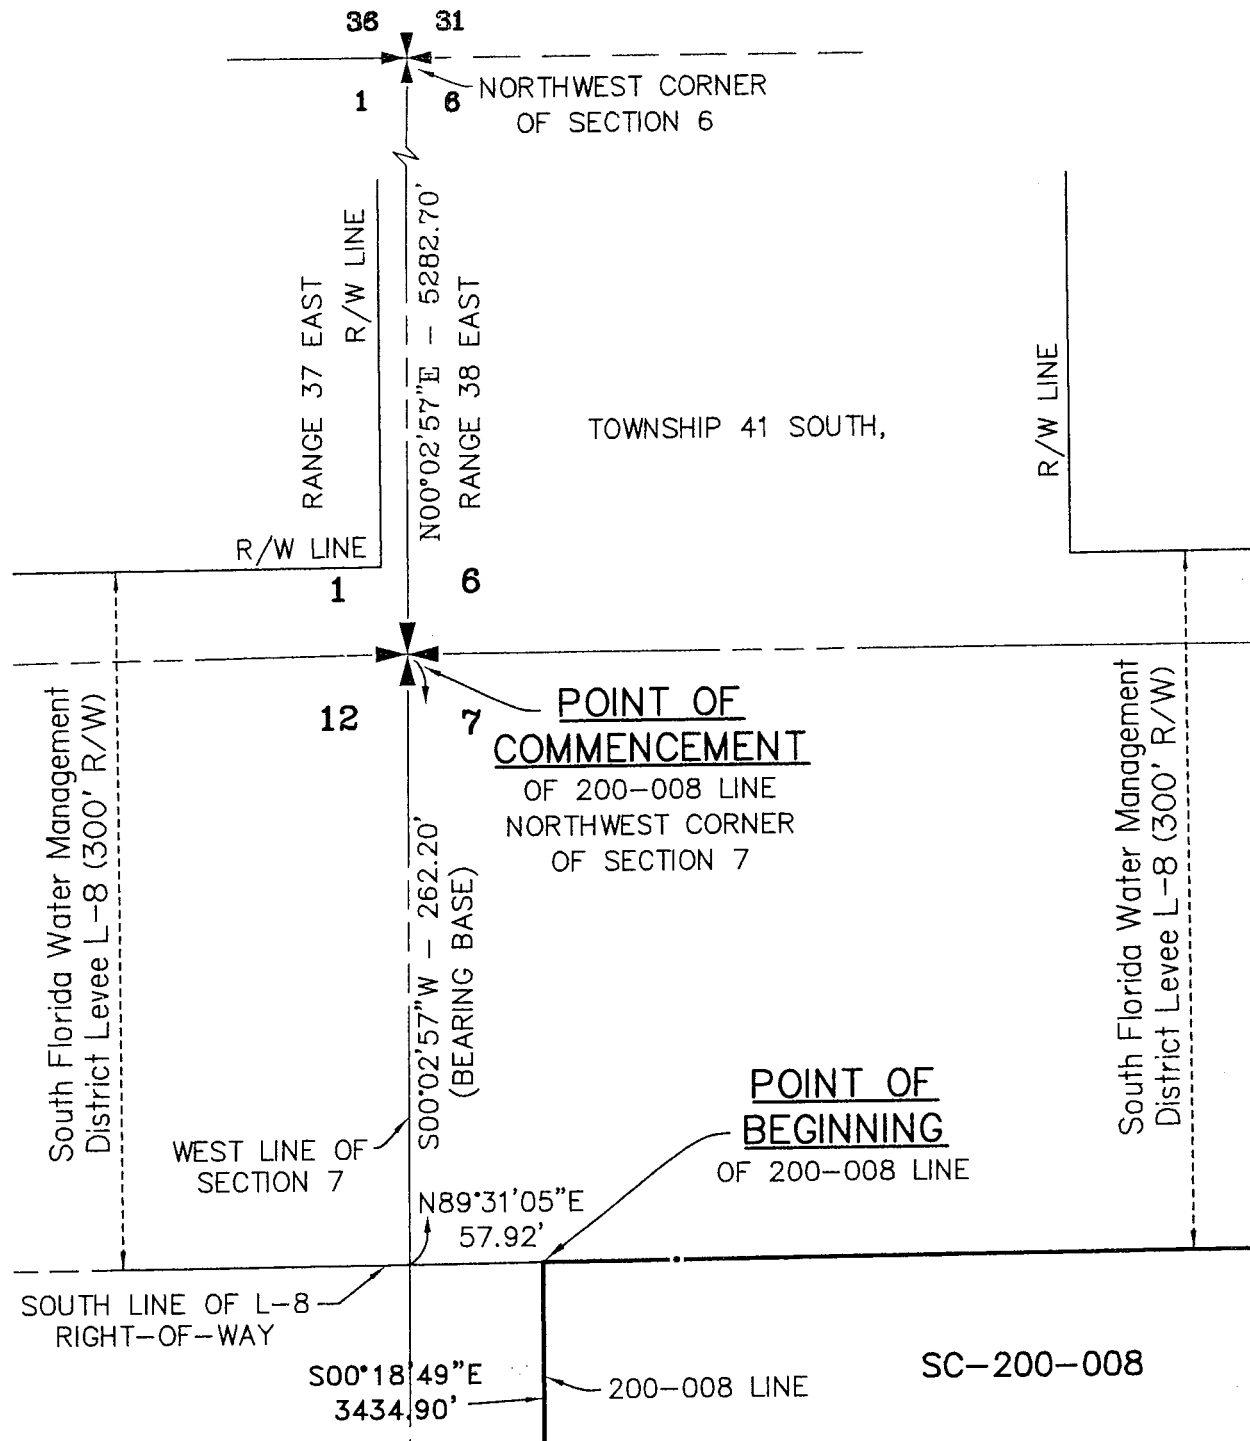 36 31
NORTHWEST CORNER
OF SECTION 6
1 6
RANGE 37 EAST
R/W LINE
N00°02'57"E - 5282.70'
RANGE 38 EAST
TOWNSHIP 41 SOUTH,
R/W LINE
R/W LINE
1 6
12 7
POINT OF
COMMENCEMENT
OF 200-008 LINE
NORTHWEST CORNER
OF SECTION 7
South Florida Water Management
District Levee L-8 (300' R/W)
S00°02'57"W - 262.20'
(BEARING BASE)
South Florida Water Management
District Levee L-8 (300' R/W)
WEST LINE OF
SECTION 7
POINT OF
BEGINNING
OF 200-008 LINE
N89°31'05"E
57.92'
SOUTH LINE OF L-8
RIGHT-OF-WAY
S00°18'49"E
3434.90'
200-008 LINE
SC-200-008